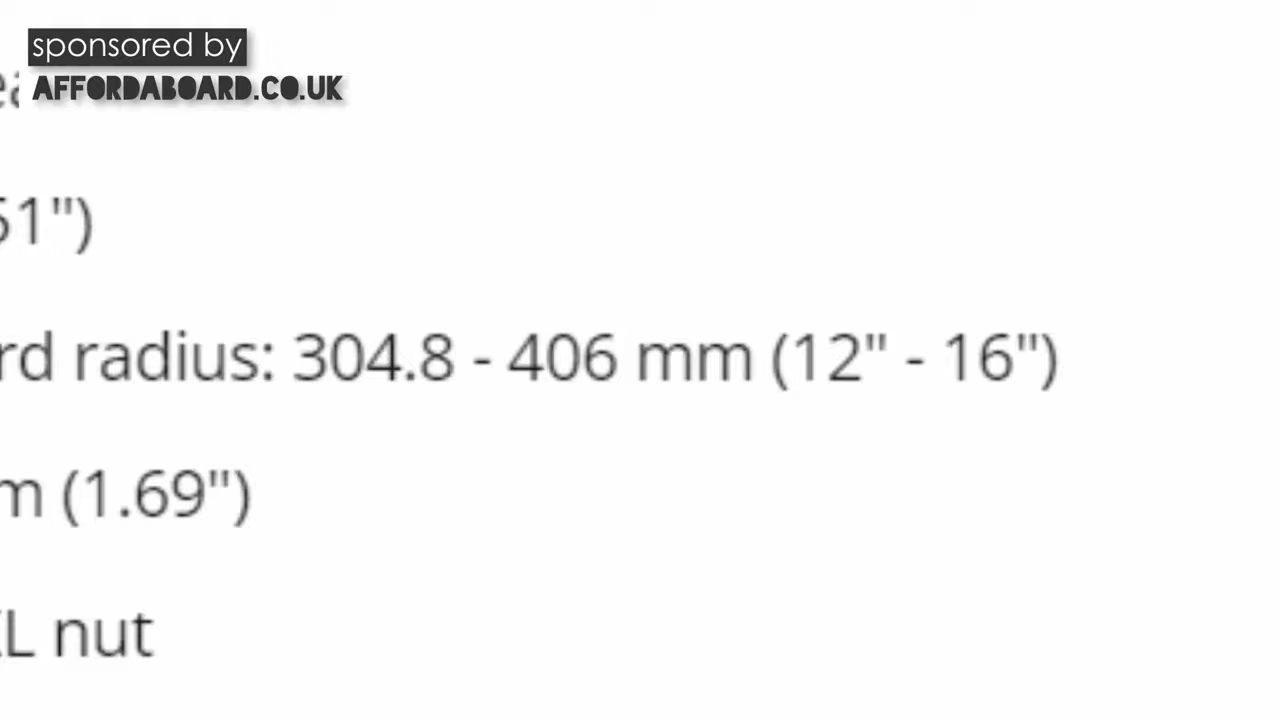 sponsored by
AFFORDABOARD.CO.UK
51")
rd radius: 304.8 - 406 mm (12" - 16")
m (1.69")
L nut